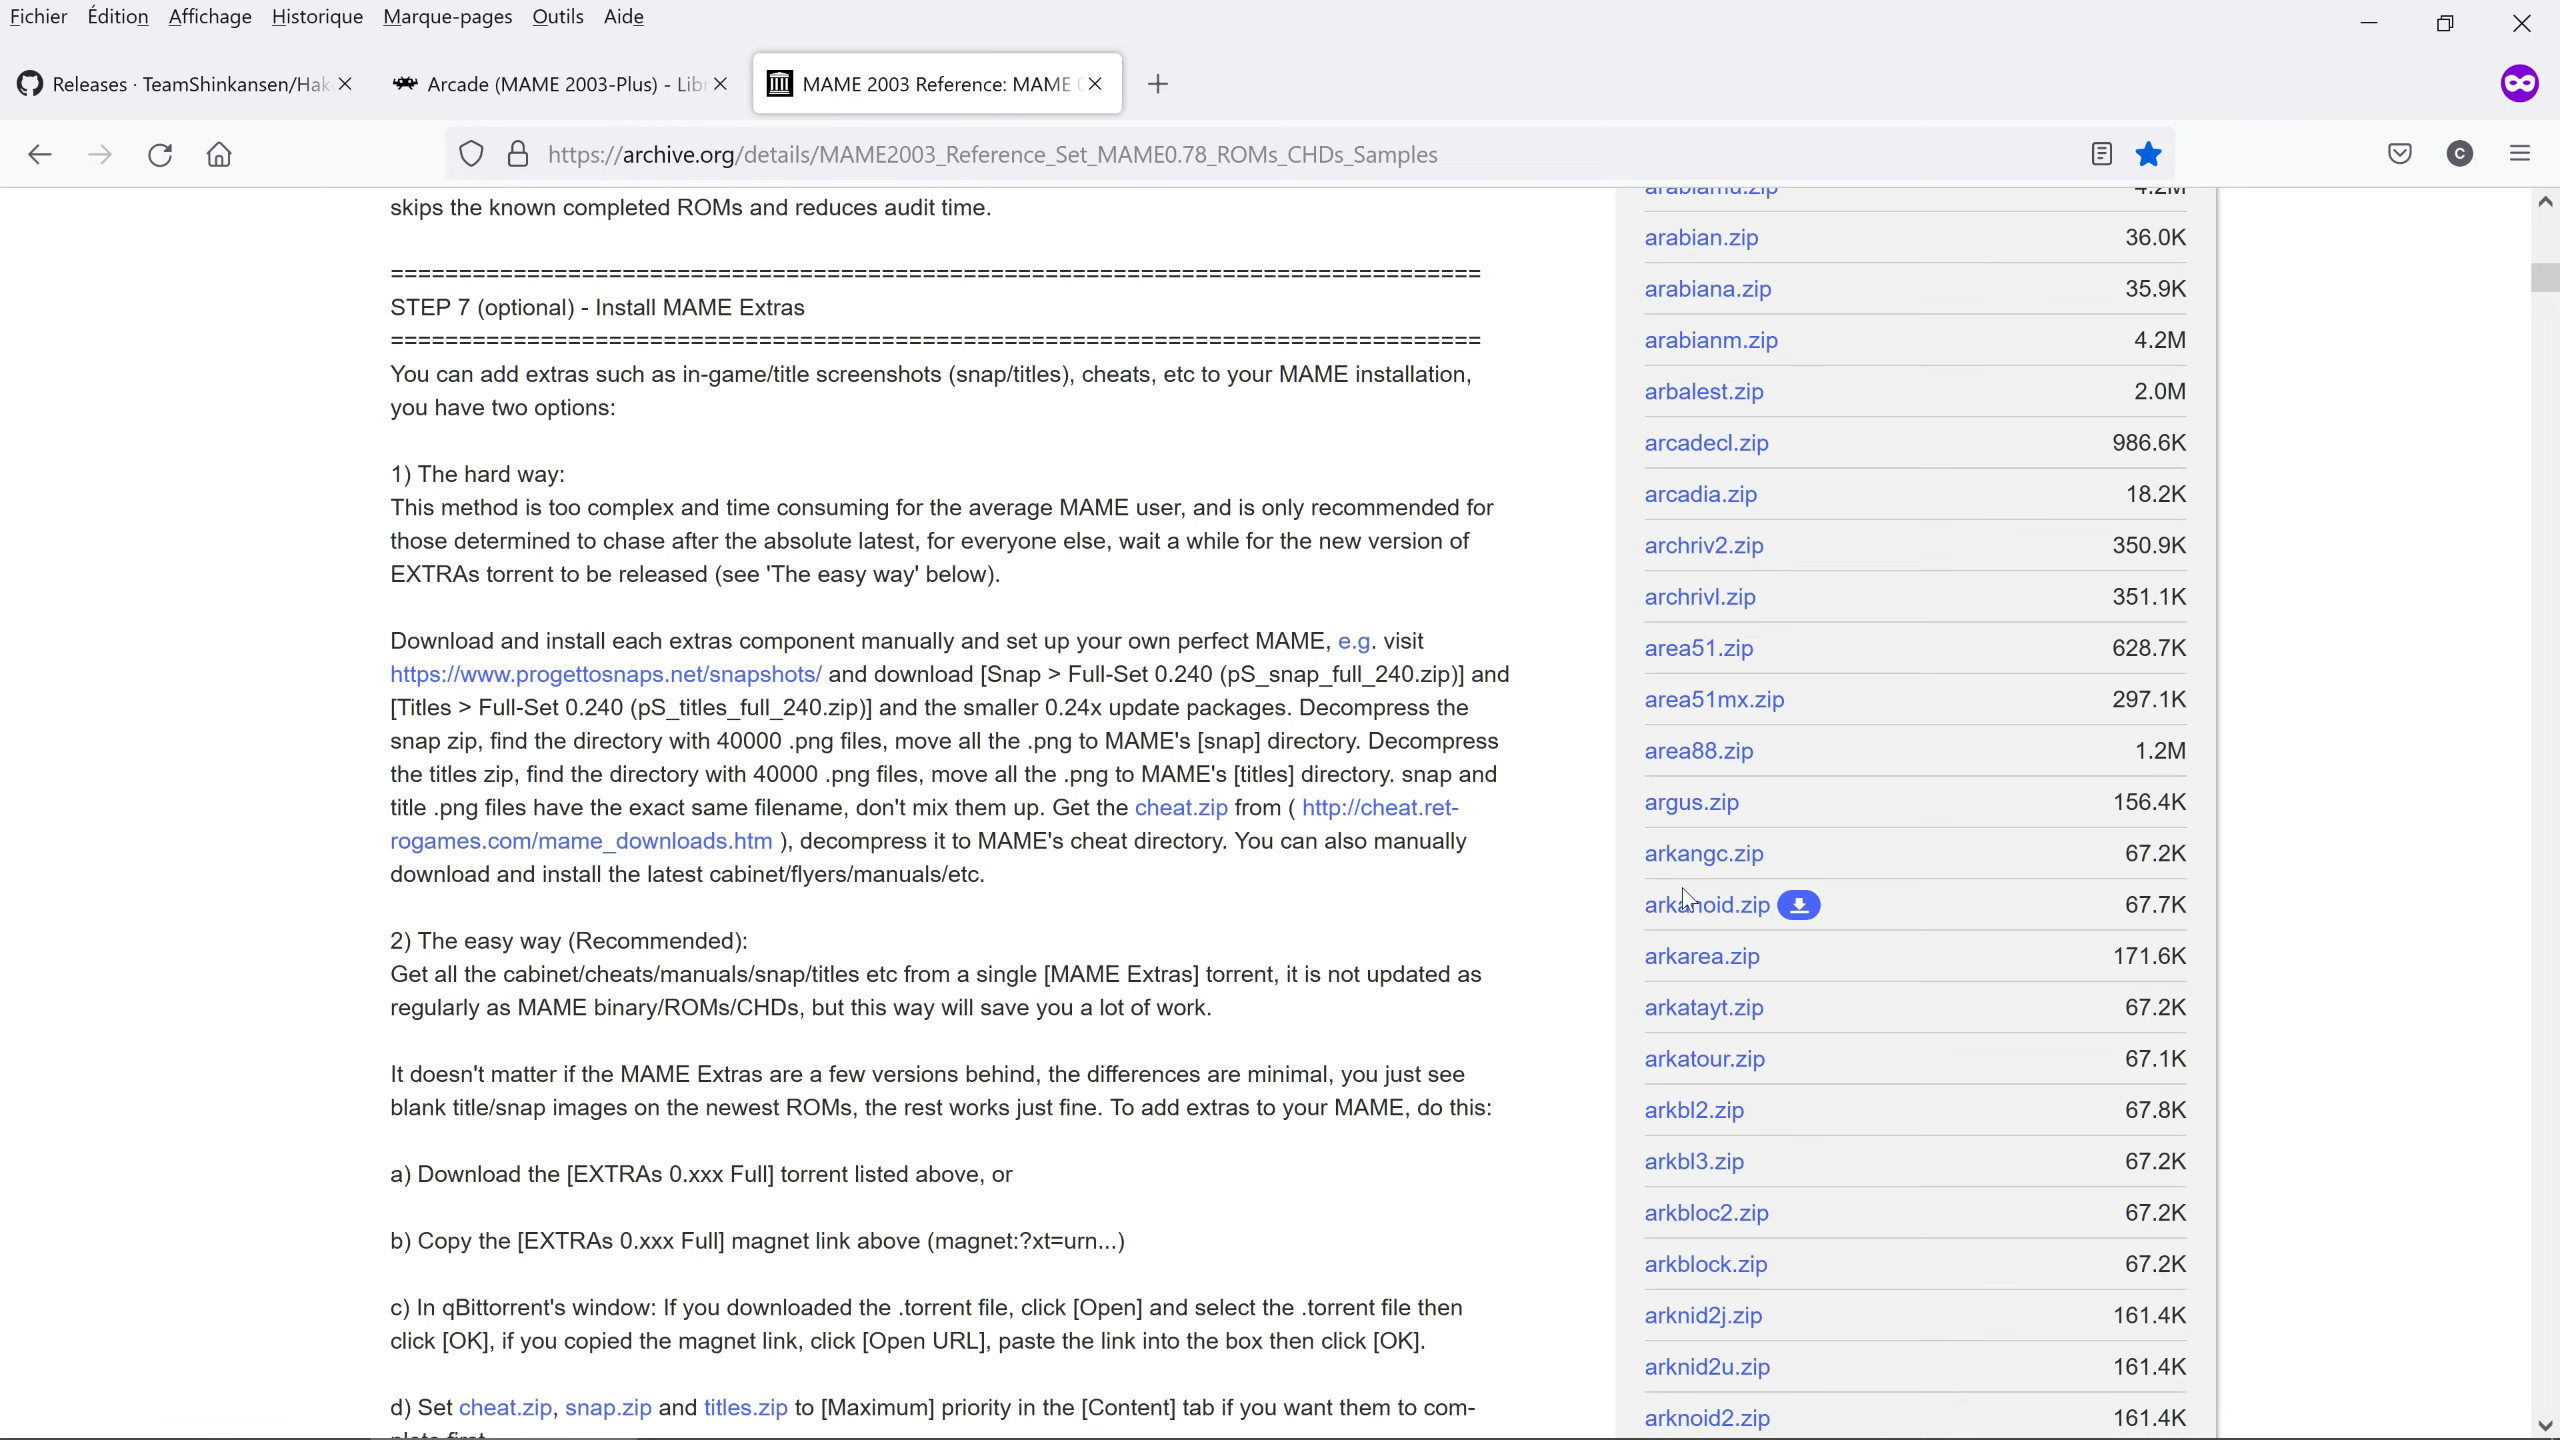 Fichier Édition Affichage Historique Marque-pages Outils Aide
Releases · TeamShinkansen/Hak
Arcade (MAME 2003-Plus) - Lib
MAME 2003 Reference: MAME
https://archive.org/details/MAME2003_Reference_Set_MAME0.78_ROMs_CHDs_Samples
C
skips the known completed ROMs and reduces audit time.
================================================================================
STEP 7 (optional) - Install MAME Extras
================================================================================
You can add extras such as in-game/title screenshots (snap/titles), cheats, etc to your MAME installation,
you have two options:
1) The hard way:
This method is too complex and time consuming for the average MAME user, and is only recommended for
those determined to chase after the absolute latest, for everyone else, wait a while for the new version of
EXTRAs torrent to be released (see 'The easy way' below).
Download and install each extras component manually and set up your own perfect MAME, e.g. visit
https://www.progettosnaps.net/snapshots/ and download [Snap > Full-Set 0.240 (pS_snap_full_240.zip)] and
[Titles > Full-Set 0.240 (pS_titles_full_240.zip)] and the smaller 0.24x update packages. Decompress the
snap zip, find the directory with 40000 .png files, move all the .png to MAME's [snap] directory. Decompress
the titles zip, find the directory with 40000 .png files, move all the .png to MAME's [titles] directory. snap and
title .png files have the exact same filename, don't mix them up. Get the cheat.zip from ( http://cheat.ret-
rogames.com/mame_downloads.htm ), decompress it to MAME's cheat directory. You can also manually
download and install the latest cabinet/flyers/manuals/etc.
2) The easy way (Recommended):
Get all the cabinet/cheats/manuals/snap/titles etc from a single [MAME Extras] torrent, it is not updated as
regularly as MAME binary/ROMs/CHDs, but this way will save you a lot of work.
It doesn't matter if the MAME Extras are a few versions behind, the differences are minimal, you just see
blank title/snap images on the newest ROMs, the rest works just fine. To add extras to your MAME, do this:
a) Download the [EXTRAs 0.xxx Full] torrent listed above, or
b) Copy the [EXTRAs 0.xxx Full] magnet link above (magnet:?xt=urn...)
c) In qBittorrent's window: If you downloaded the .torrent file, click [Open] and select the .torrent file then
click [OK], if you copied the magnet link, click [Open URL], paste the link into the box then click [OK].
d) Set cheat.zip, snap.zip and titles.zip to [Maximum] priority in the [Content] tab if you want them to com-
arabian.zip 36.0K
arabiana.zip 35.9K
arabianm.zip 4.2M
arbalest.zip 2.0M
arcadecl.zip 986.6K
arcadia.zip 18.2K
archriv2.zip 350.9K
archrivl.zip 351.1K
area51.zip 628.7K
area51mx.zip 297.1K
area88.zip 1.2M
argus.zip 156.4K
arkangc.zip 67.2K
arkanoid.zip 67.7K
arkarea.zip 171.6K
arkatayt.zip 67.2K
arkatour.zip 67.1K
arkbl2.zip 67.8K
arkbl3.zip 67.2K
arkbloc2.zip 67.2K
arkblock.zip 67.2K
arknid2j.zip 161.4K
arknid2u.zip 161.4K
arknoid2.zip 161.4K